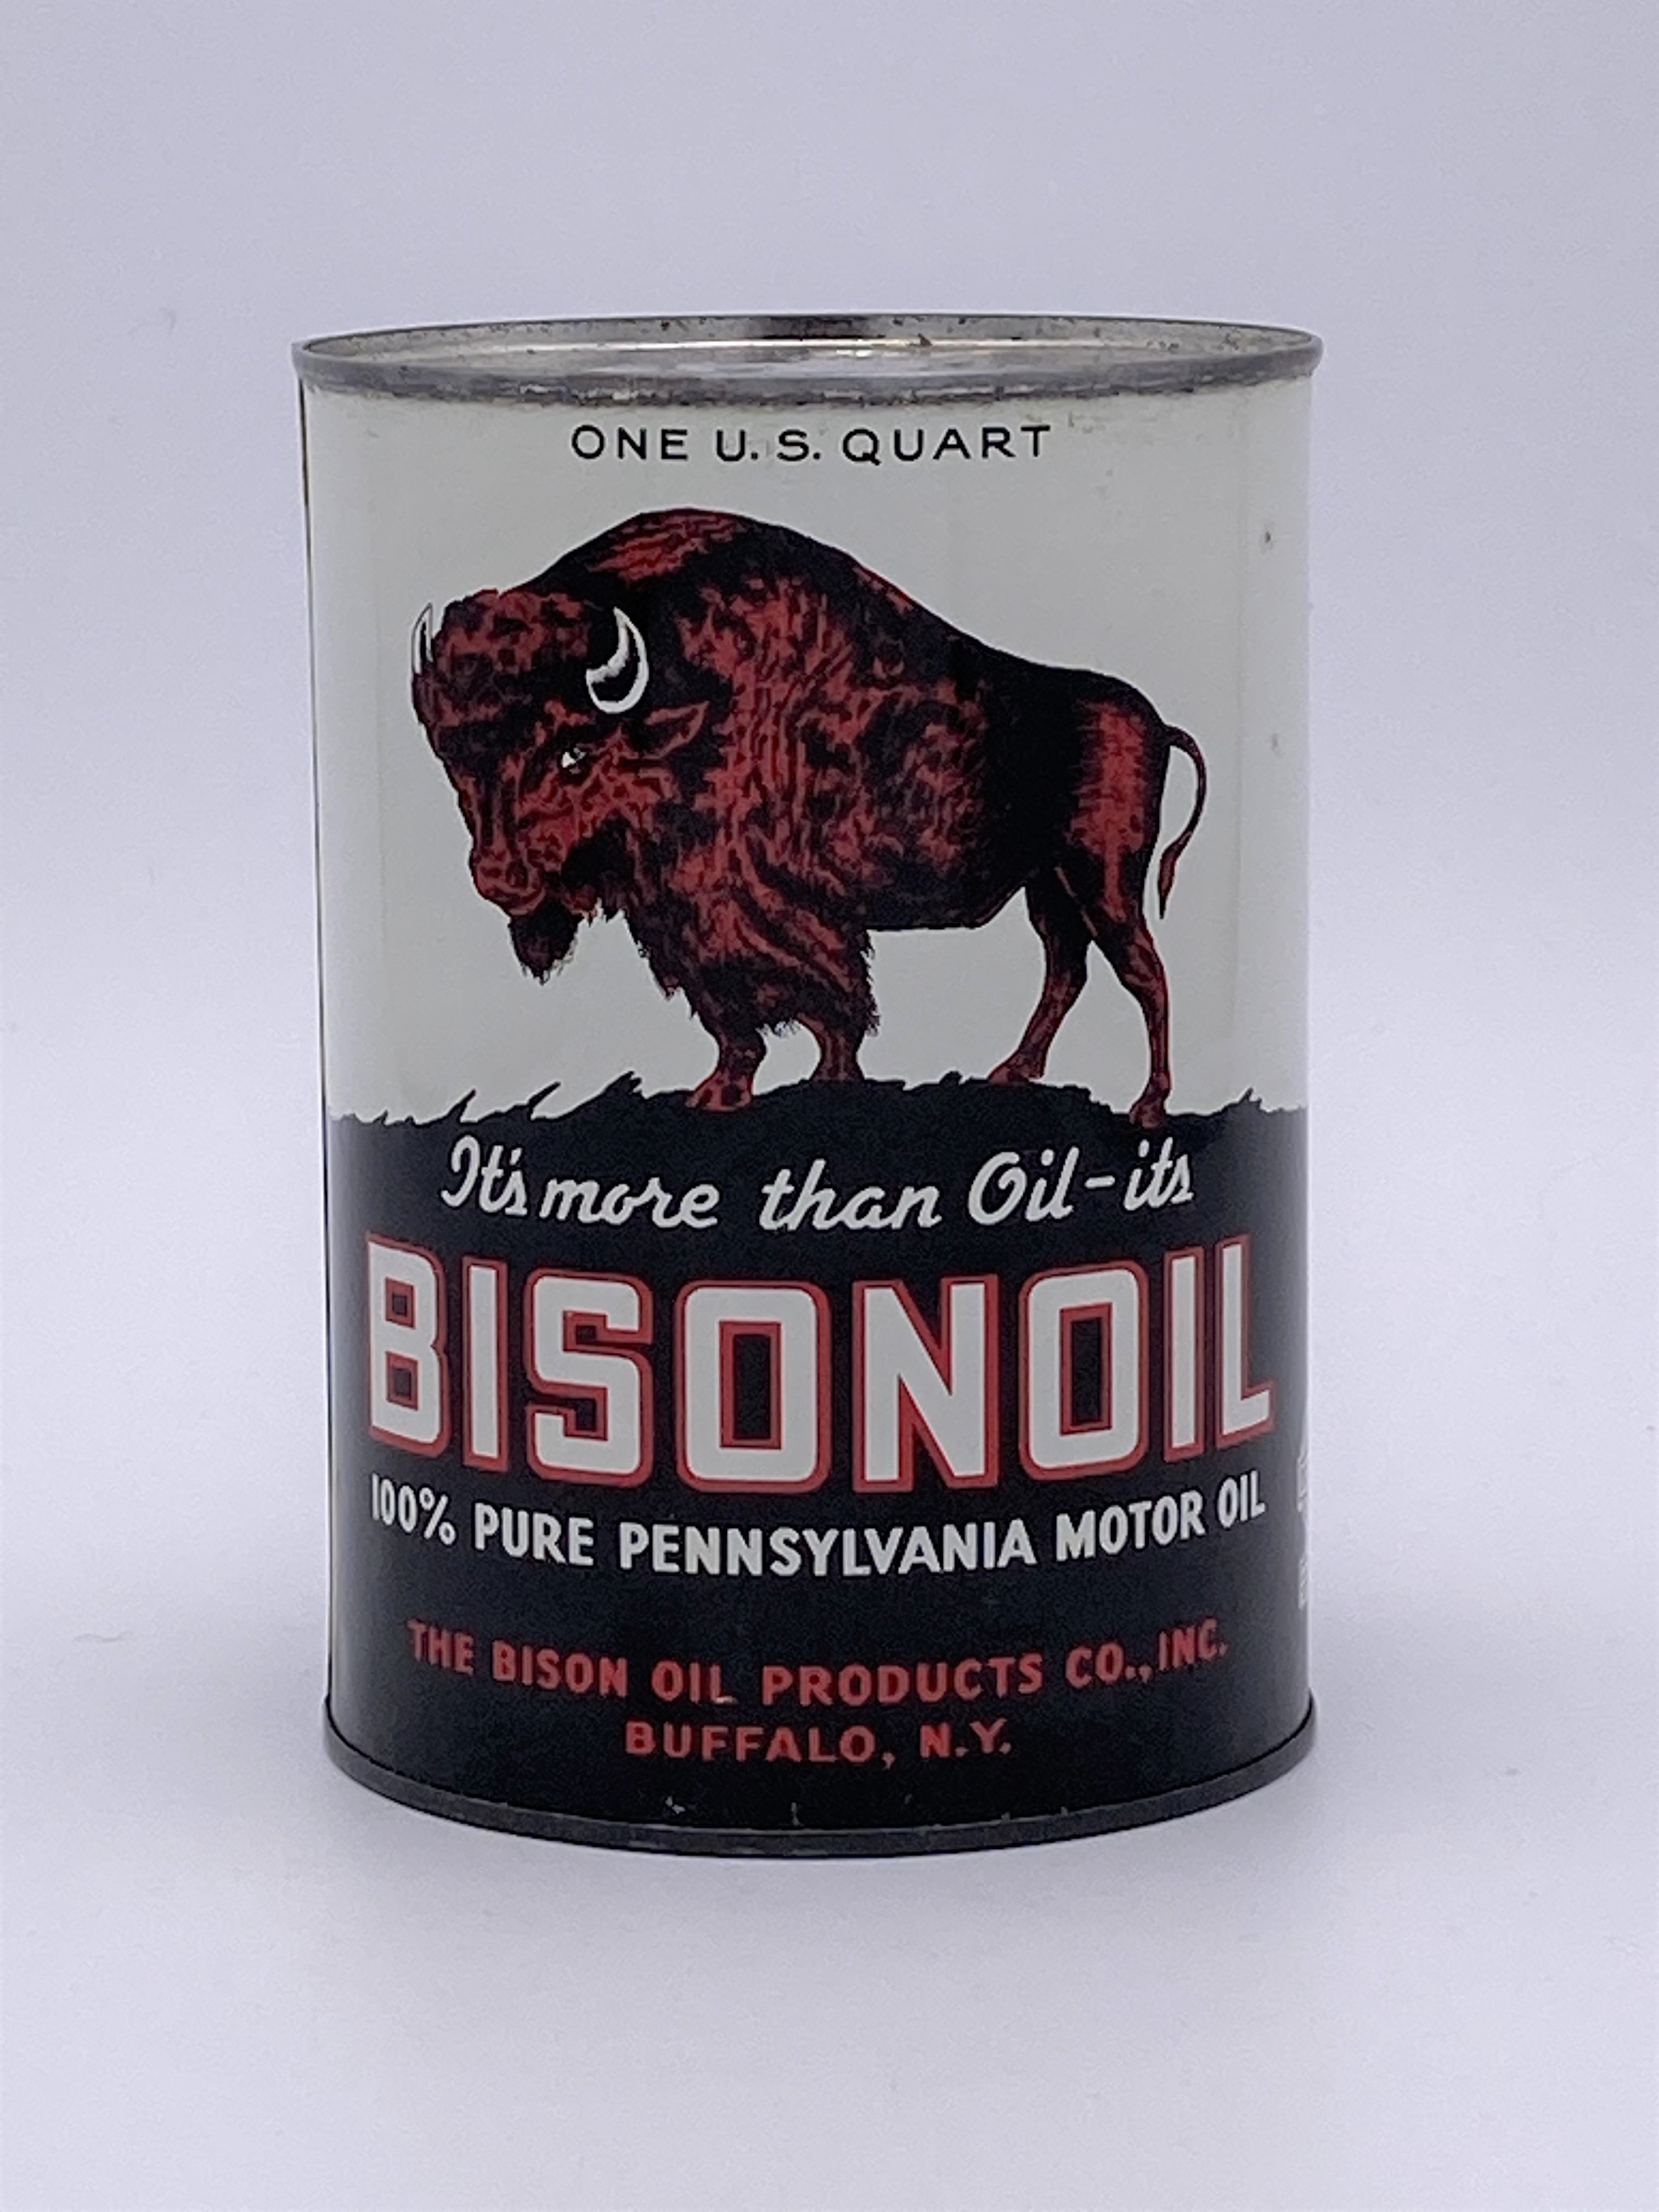 ONE U.S. QUART
It's more than Oil-its
BISONOIL
100% PURE PENNSYLVANIA MOTOR OIL
THE BISON OIL PRODUCTS CO., INC.
BUFFALO, N.Y.